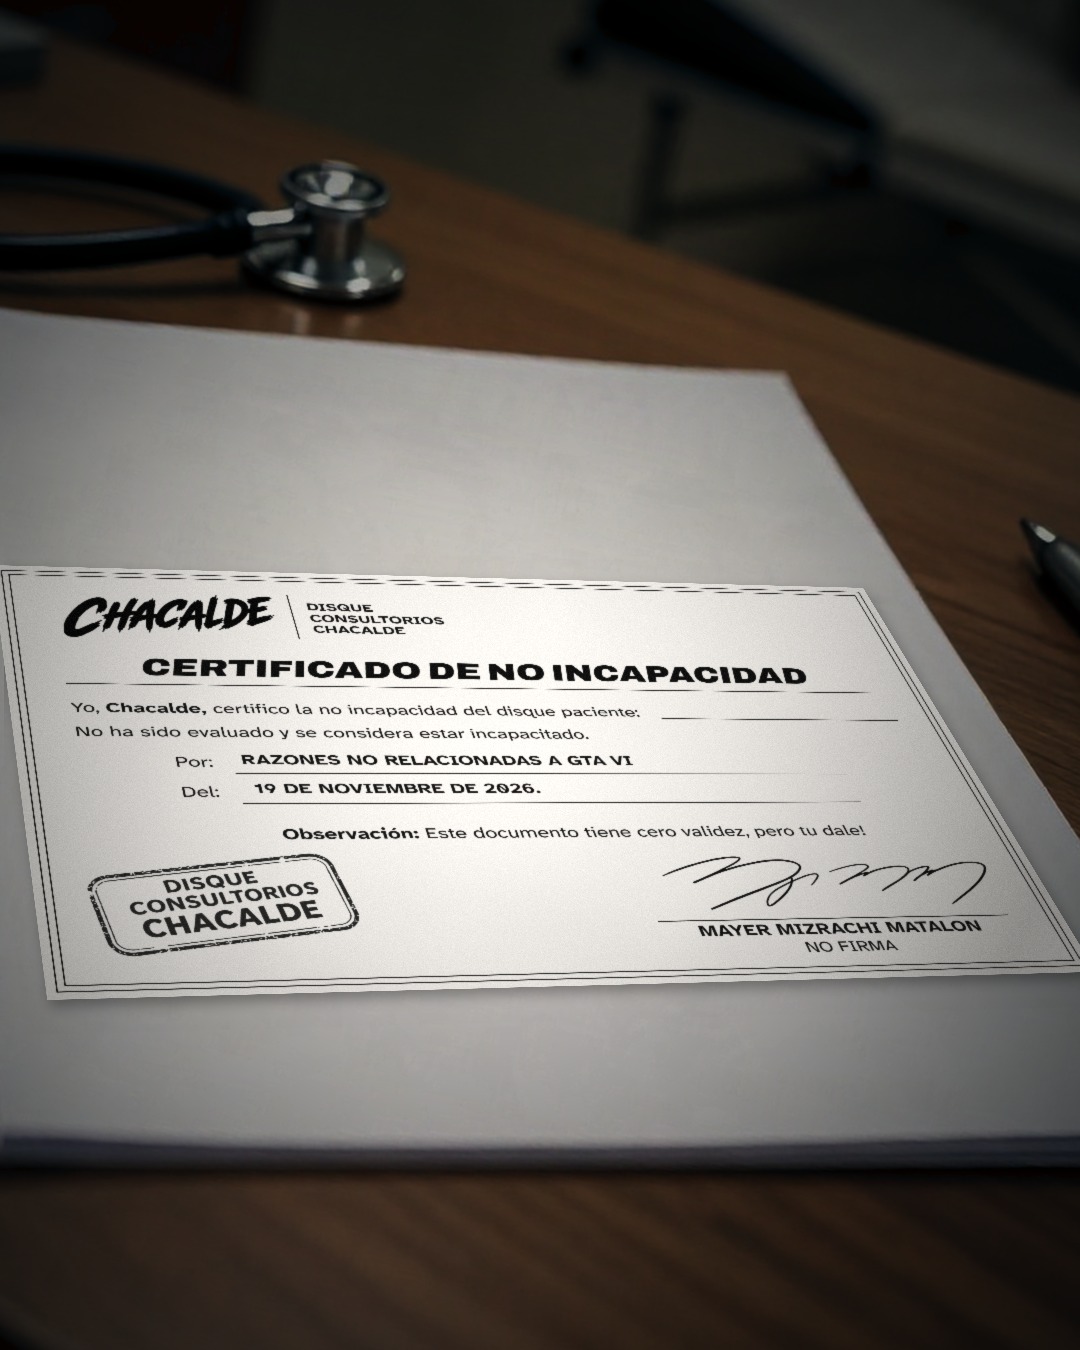 CHACALDE
DISQUE
CONSULTORIOS
CHACALDE
CERTIFICADO DE NO INCAPACIDAD
Yo, Chacalde, certifico la no incapacidad del disque paciente:
No ha sido evaluado y se considera estar incapacitado.
Por: RAZONES NO RELACIONADAS A GTA VI
Del: 19 DE NOVIEMBRE DE 2026.
Observación: Este documento tiene cero validez, pero tu dale!
DISQUE
CONSULTORIOS
CHACALDE
MAYER MIZRACHI MATALON
NO FIRMA